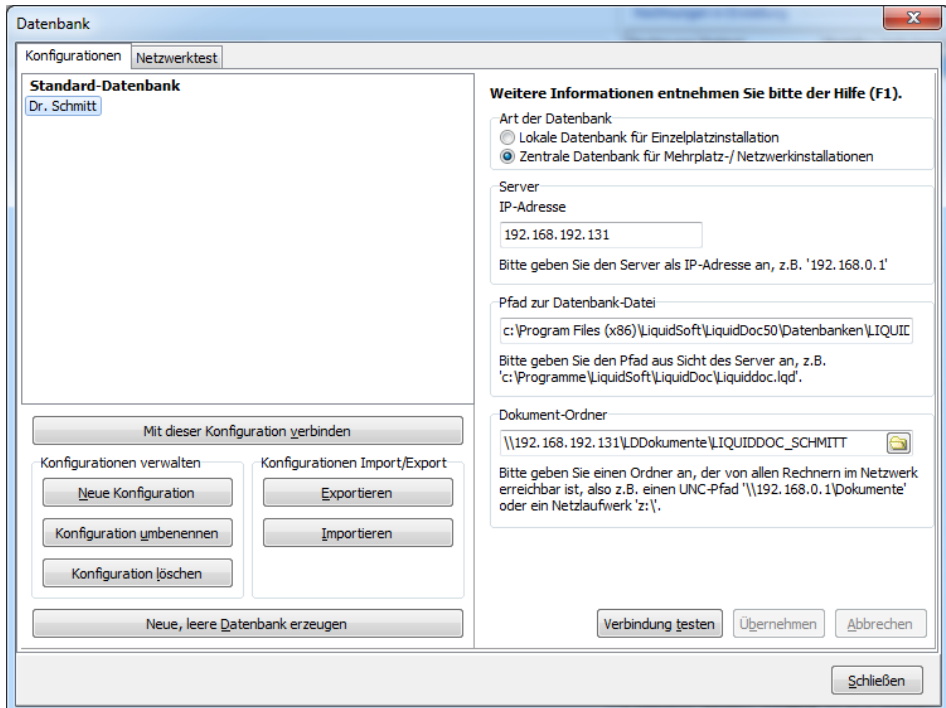 Datenbank
Konfigurationen
Netzwerktest
Standard-Datenbank
Dr. Schmitt
Mit dieser Konfiguration verbinden
Konfigurationen verwalten
Neue Konfiguration
Konfiguration umbenennen
Konfiguration löschen
Konfigurationen Import/Export
Exportieren
Importieren
Neue, leere Datenbank erzeugen
Weitere Informationen entnehmen Sie bitte der Hilfe (F1).
Art der Datenbank
Lokale Datenbank für Einzelplatzinstallation
Zentrale Datenbank für Mehrplatz-/ Netzwerkinstallationen
Server
IP-Adresse
192.168.192.131
Bitte geben Sie den Server als IP-Adresse an, z.B. '192.168.0.1'
Pfad zur Datenbank-Datei
c:\Program Files (x86)\LiquidSoft\LiquidDoc50\Datenbanken\LIQUID
Bitte geben Sie den Pfad aus Sicht des Server an, z.B.
'c:\Programme\LiquidSoft\LiquidDoc\Liquiddoc.lqd'.
Dokument-Ordner
\\192.168.192.131\LDDokumente\LIQUIDDOC_SCHMITT
Bitte geben Sie einen Ordner an, der von allen Rechnern im Netzwerk
erreichbar ist, also z.B. einen UNC-Pfad '\\192.168.0.1\Dokumente'
oder ein Netzlaufwerk 'z:\'.
Verbindung testen
Übernehmen
Abbrechen
Schließen